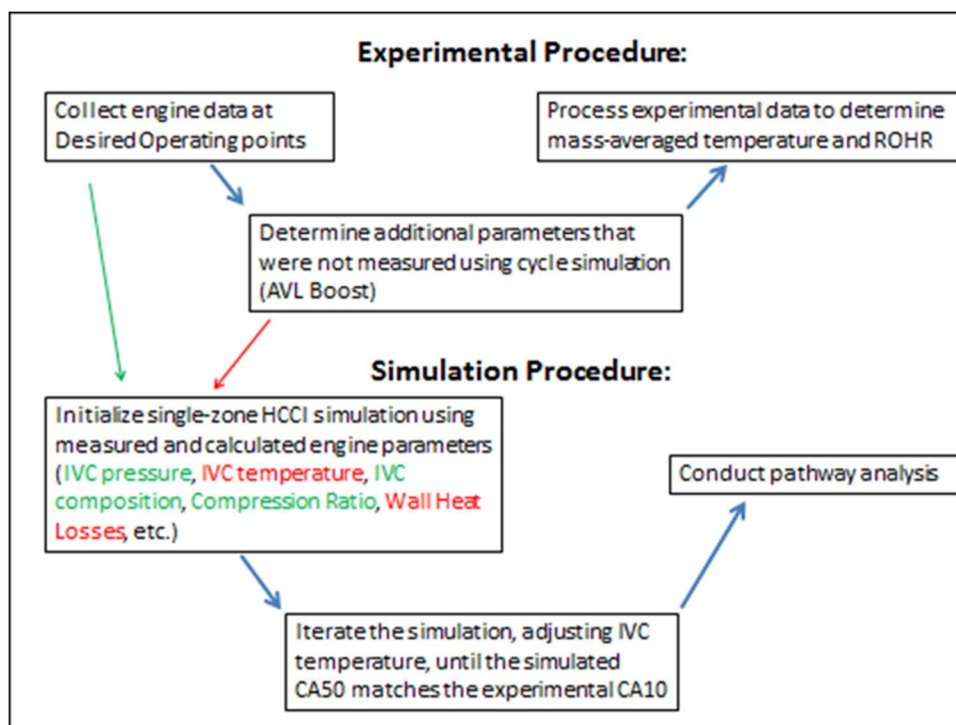 Experimental Procedure:
Collect engine data at
Desired Operating points
Process experimental data to determine
mass-averaged temperature and ROHR
Determine additional parameters that
were not measured using cycle simulation
(AVL Boost)
Simulation Procedure:
Initialize single-zone HCCI simulation using
measured and calculated engine parameters
(IVC pressure, IVC temperature, IVC
composition, Compression Ratio, Wall Heat
Losses, etc.)
Conduct pathway analysis
Iterate the simulation, adjusting IVC
temperature, until the simulated
CA50 matches the experimental CA10